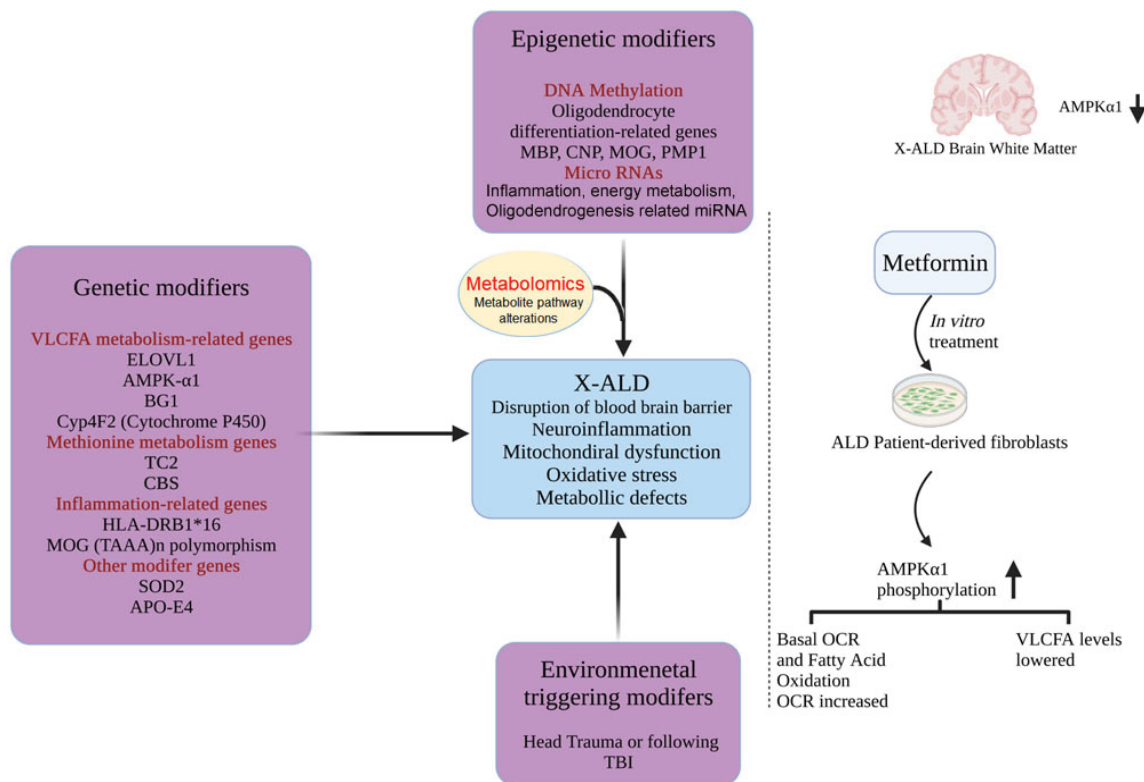 Epigenetic modifiers
DNA Methylation
Oligodendrocyte
differentiation-related genes
MBP, CNP, MOG, PMP1
Micro RNAs
Inflammation, energy metabolism,
Oligodendrogenesis related miRNA
Metabolomics
Metabolite pathway
alterations
Genetic modifiers
VLCFA metabolism-related genes
ELOVL1
AMPK-α1
BG1
Cyp4F2 (Cytochrome P450)
Methionine metabolism genes
TC2
CBS
Inflammation-related genes
HLA-DRB1*16
MOG (TAAA)n polymorphism
Other modifer genes
SOD2
APO-E4
X-ALD
Disruption of blood brain barrier
Neuroinflammation
Mitochondiral dysfunction
Oxidative stress
Metabollic defects
Environmenetal
triggering modifers
Head Trauma or following
TBI
AMPKα1
X-ALD Brain White Matter
Metformin
In vitro
treatment
ALD Patient-derived fibroblasts
AMPKα1
phosphorylation
Basal OCR
and Fatty Acid
Oxidation
OCR increased
VLCFA levels
lowered